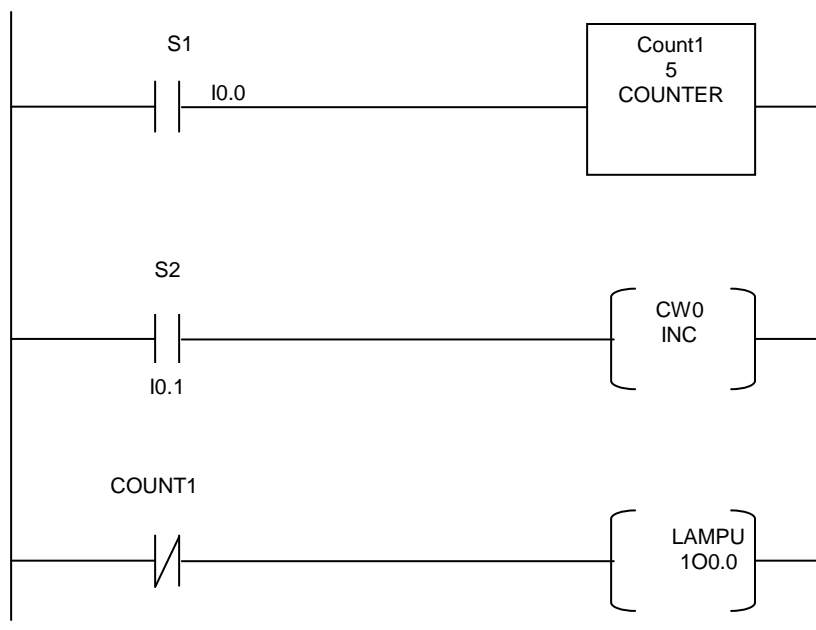 S1
I0.0
Count1
5
COUNTER
S2
I0.1
CW0
INC
COUNT1
LAMPU
1O0.0